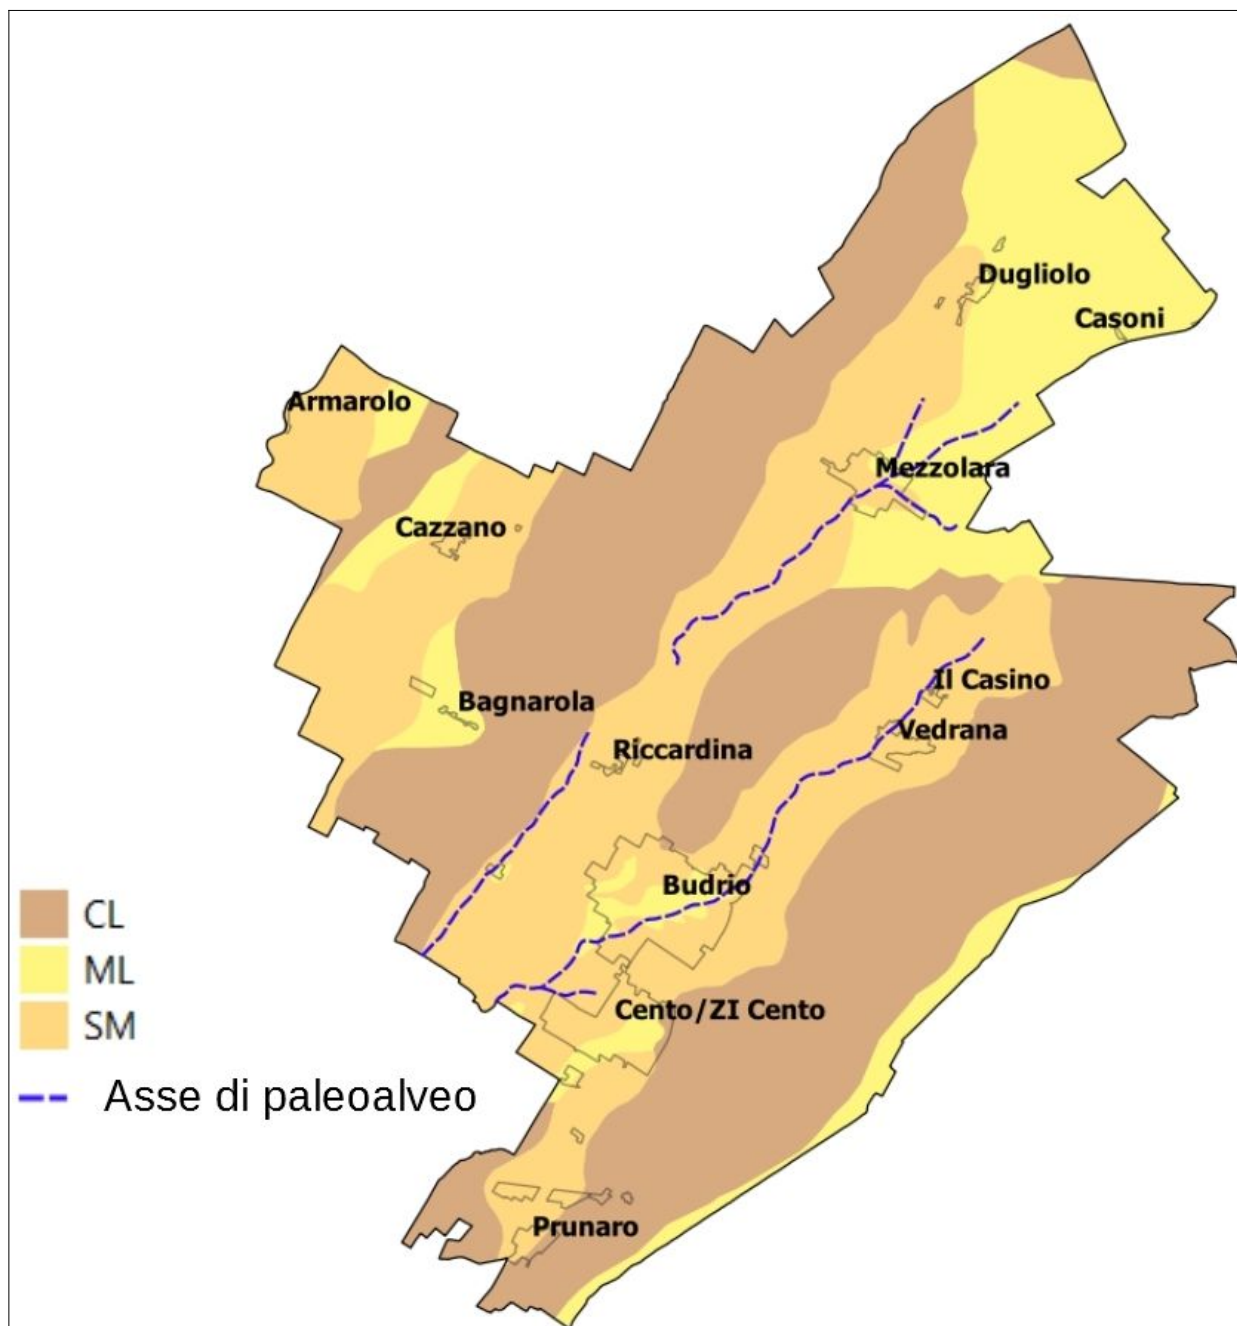 Dugliolo
Casoni
Armarolo
Mezzolara
Cazzano
Il Casino
Bagnarola
Vedrana
Riccardina
Budrio
CL
ML
Cento/ZI Cento
SM
Asse di paleoalveo
Prunaro